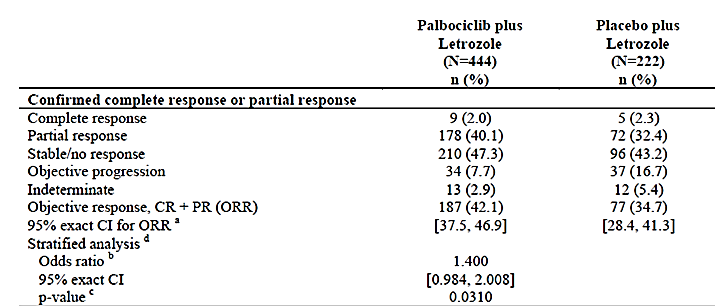 Palbociclib plus Placebo plus
Letrozole Letrozole
(N=444) (N=222)
n (%) n (%)
Confirmed complete response or partial response
Complete response 9 (2.0) 5 (2.3)
Partial response 178 (40.1) 72 (32.4)
Stable/no response 210 (47.3) 96 (43.2)
Objective progression 34 (7.7) 37 (16.7)
Indeterminate 13 (2.9) 12 (5.4)
Objective response, CR + PR (ORR) 187 (42.1) 77 (34.7)
95% exact CI for ORR a [37.5, 46.9] [28.4, 41.3]
Stratified analysis d
Odds ratio b 1.400
95% exact CI [0.984, 2.008]
p-value c 0.0310